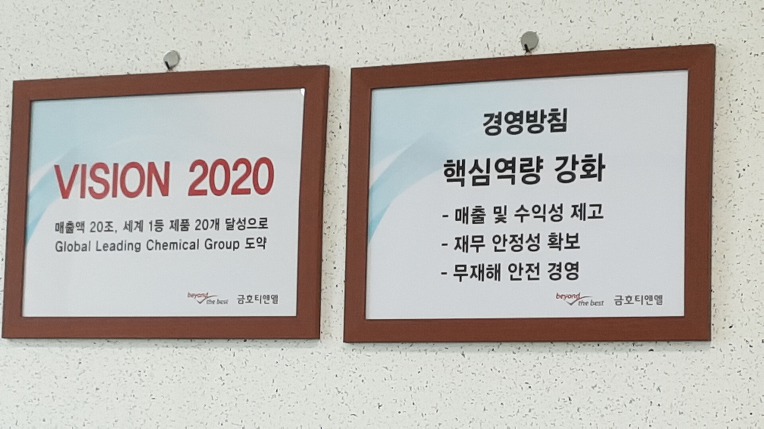 VISION 2020
매출액 20조, 세계 1등 제품 20개 달성으로
Global Leading Chemical Group 도약
beyond
the best 금호티앤엘
경영방침
핵심역량 강화
- 매출 및 수익성 제고
- 재무 안정성 확보
- 무재해 안전 경영
beyond
the best 금호티앤엘